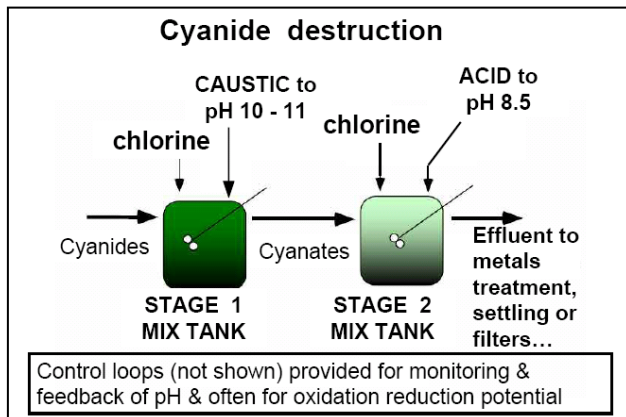 Cyanide destruction
CAUSTIC to
pH 10 - 11
ACID to
pH 8.5
chlorine
chlorine
Cyanides
Cyanates
Effluent to
metals
treatment,
settling or
filters…
STAGE 1
MIX TANK
STAGE 2
MIX TANK
Control loops (not shown) provided for monitoring &
feedback of pH & often for oxidation reduction potential